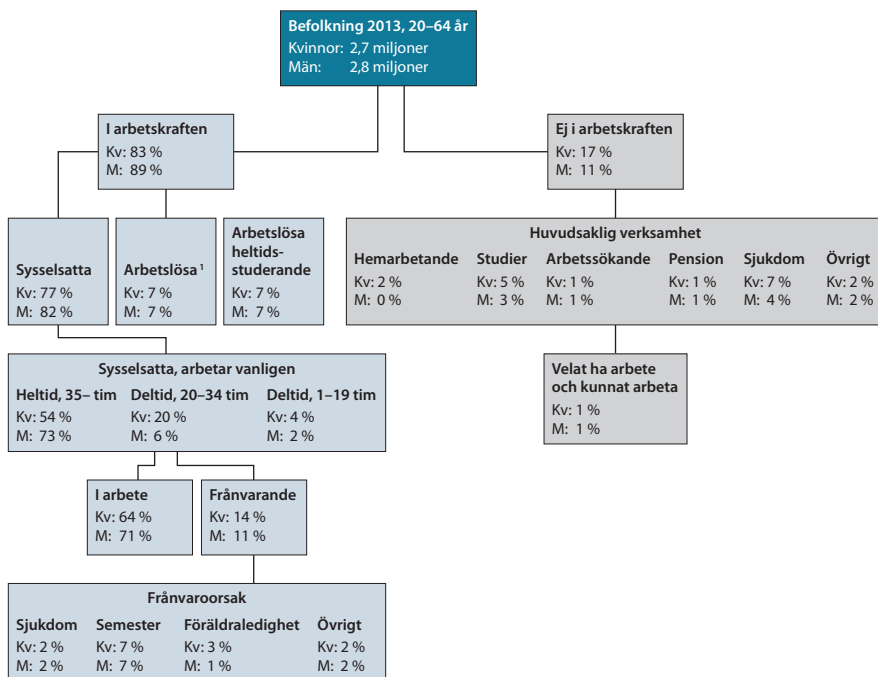 Befolkning 2013, 20–64 år
Kvinnor: 2,7 miljoner
Män: 2,8 miljoner
I arbetskraften
Kv: 83 %
M: 89 %
Ej i arbetskraften
Kv: 17 %
M: 11 %
Sysselsatta
Kv: 77 %
M: 82 %
Arbetslösa ¹
Kv: 7 %
M: 7 %
Arbetslösa
heltids-
studerande
Kv: 7 %
M: 7 %
Huvudsaklig verksamhet
Hemarbetande Studier Arbetssökande Pension Sjukdom Övrigt
Kv: 2 % Kv: 5 % Kv: 1 % Kv: 1 % Kv: 7 % Kv: 2 %
M: 0 % M: 3 % M: 1 % M: 1 % M: 4 % M: 2 %
Sysselsatta, arbetar vanligen
Heltid, 35– tim Deltid, 20–34 tim Deltid, 1–19 tim
Kv: 54 % Kv: 20 % Kv: 4 %
M: 73 % M: 6 % M: 2 %
Velat ha arbete
och kunnat arbeta
Kv: 1 %
M: 1 %
I arbete
Kv: 64 %
M: 71 %
Frånvarande
Kv: 14 %
M: 11 %
Frånvaroorsak
Sjukdom Semester Föräldraledighet Övrigt
Kv: 2 % Kv: 7 % Kv: 3 % Kv: 2 %
M: 2 % M: 7 % M: 1 % M: 2 %